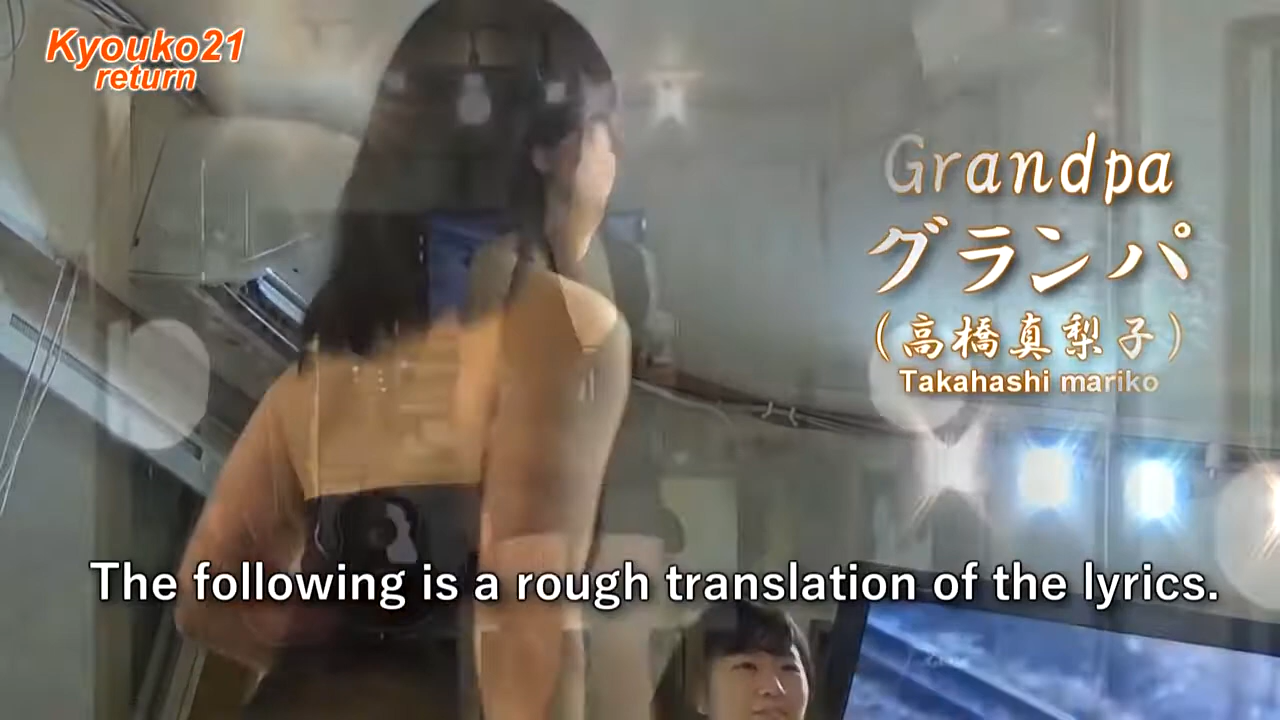 Kyouko21
return
Grandpa
グランパ
（高橋真梨子）
Takahashi mariko
The following is a rough translation of the lyrics.